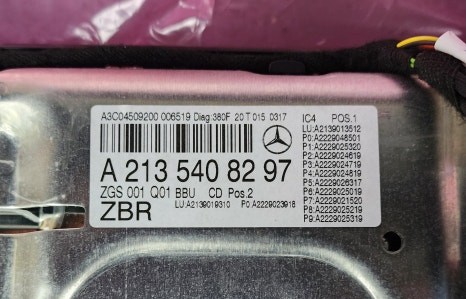 A3C04509200 006519 Diag:380F 20 T 015 0317
A 213 540 82 97
ZGS 001 Q01 BBU CD Pos.2
ZBR LU:A2139019310 P0:A2229023918
IC4 POS.1
LU:A2139013512
P0:A2229048501
P1:A2229025320
P2:A2229024619
P3:A2229024719
P4:A2229024819
P5:A2229026317
P6:A2229025019
P7:A2229021520
P8:A2229025219
P9:A2229025319